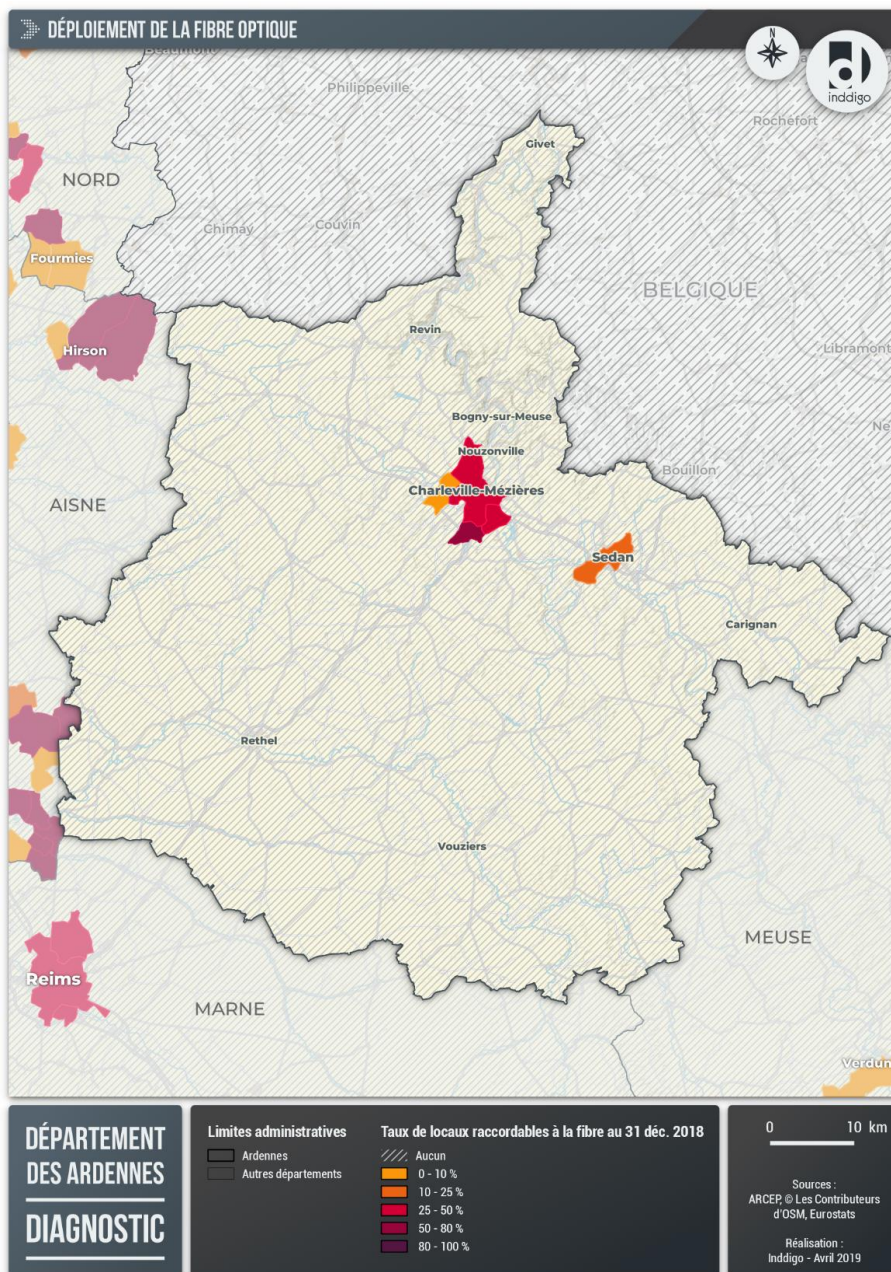 DÉPLOIEMENT DE LA FIBRE OPTIQUE
N
inddigo
Beaumont
Philippeville
Rochefort
Givet
NORD
Chimay
Couvin
Fourmies
BELGIQUE
Revin
Hirson
Libramont
Bogny-sur-Meuse
Ne
Nouzonville
Bouillon
Charleville-Mézières
AISNE
Sedan
Carignan
Rethel
Vouziers
MEUSE
Reims
MARNE
Verdun
DÉPARTEMENT
DES ARDENNES
DIAGNOSTIC
Limites administratives
Ardennes
Autres départements
Taux de locaux raccordables à la fibre au 31 déc. 2018
Aucun
0 - 10 %
10 - 25 %
25 - 50 %
50 - 80 %
80 - 100 %
0 10 km
Sources :
ARCEP, © Les Contributeurs
d'OSM, Eurostats
Réalisation :
Inddigo - Avril 2019